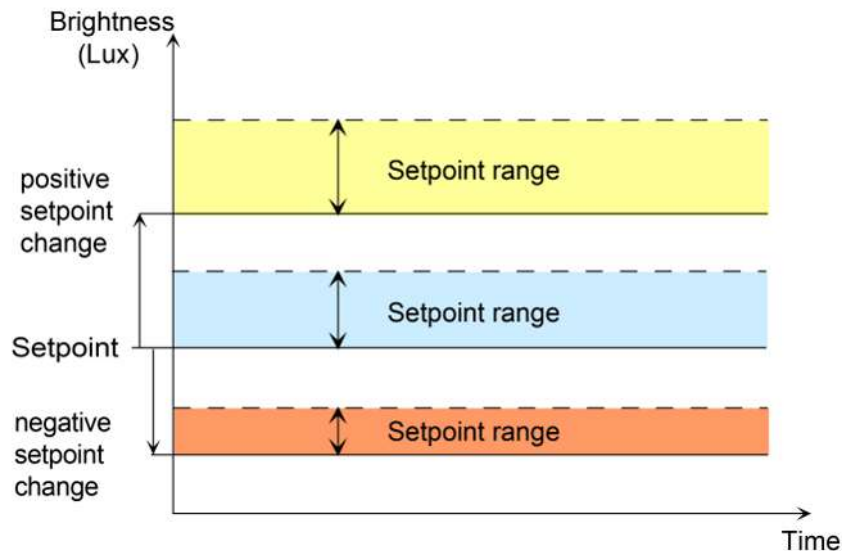 Brightness
(Lux)
Setpoint range
positive
setpoint
change
Setpoint range
Setpoint
negative
setpoint
change
Setpoint range
Time